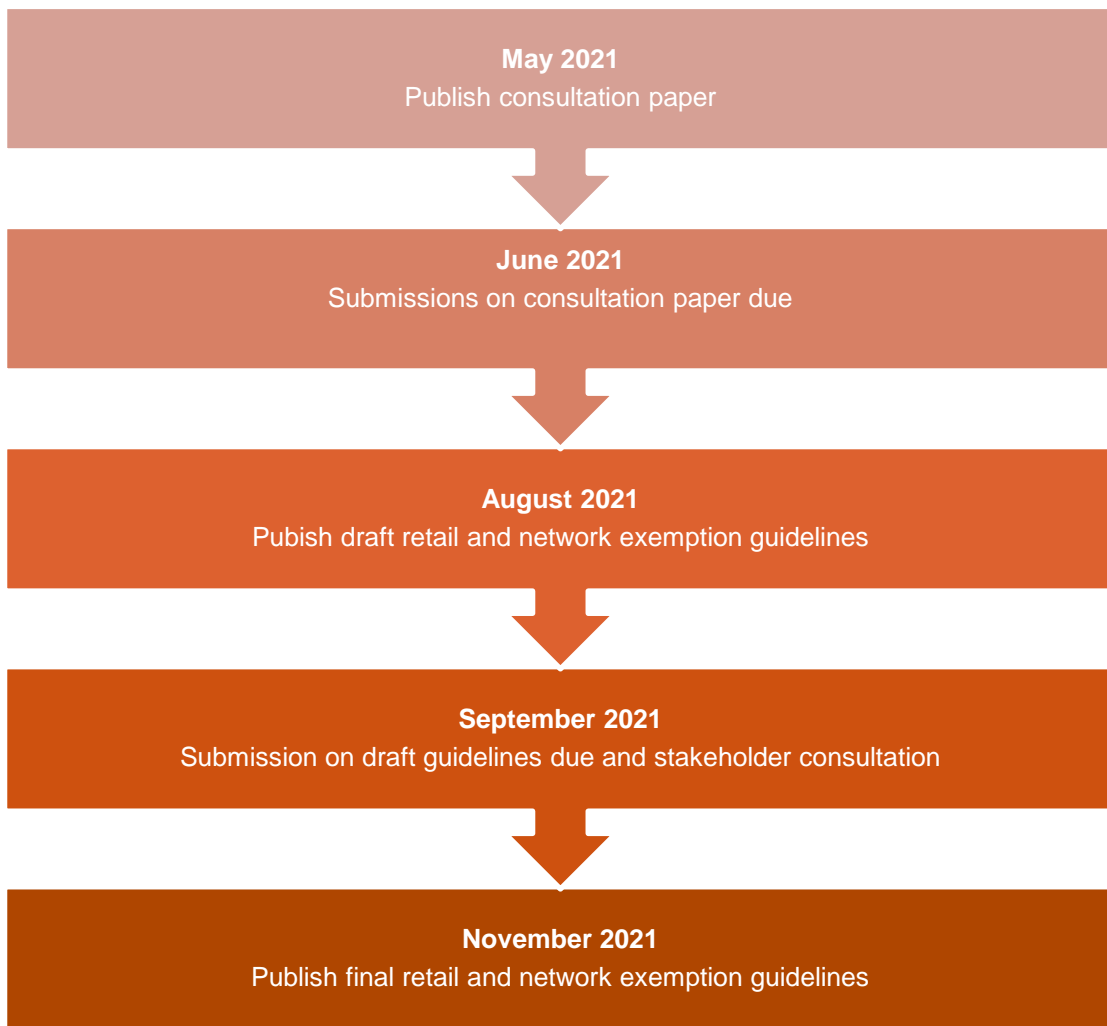 May 2021
Publish consultation paper
June 2021
Submissions on consultation paper due
August 2021
Pubish draft retail and network exemption guidelines
September 2021
Submission on draft guidelines due and stakeholder consultation
November 2021
Publish final retail and network exemption guidelines